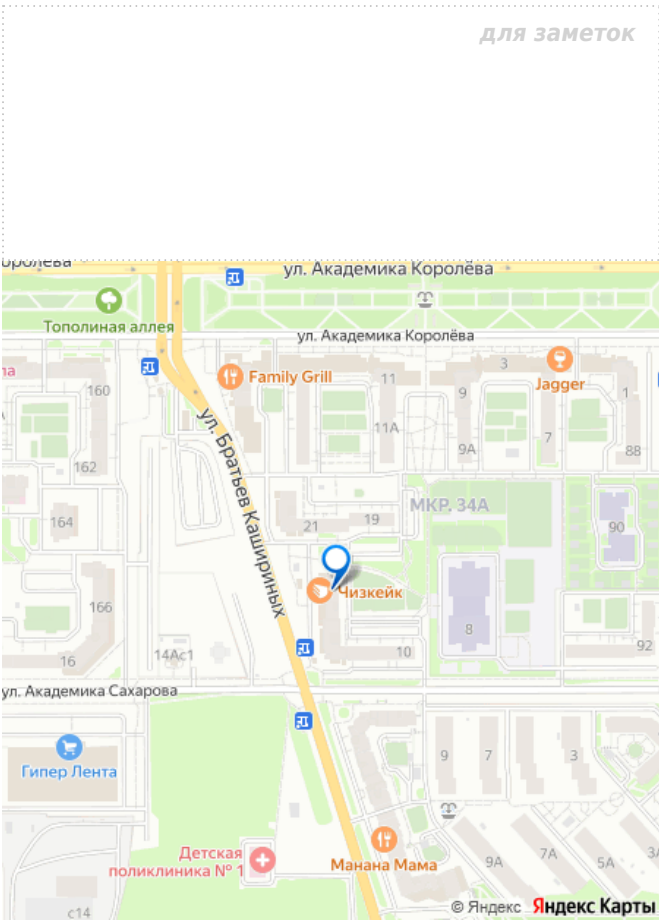 для заметок
ул. Академика Королёва
Тополиная аллея
ул. Академика Королёва
Family Grill
11
3
Jagger
160
9
1
11А
7
9А
88
162
ул. Братьев Кашириных
МКР. 34А
164
21
19
90
Чизкейк
166
8
14Ас1
10
92
16
ул. Академика Сахарова
Гипер Лента
9
7
3
Детская
поликлиника № 1
Манана Мама
9А
7А
5А
3А
с14
© Яндекс Яндекс Карты